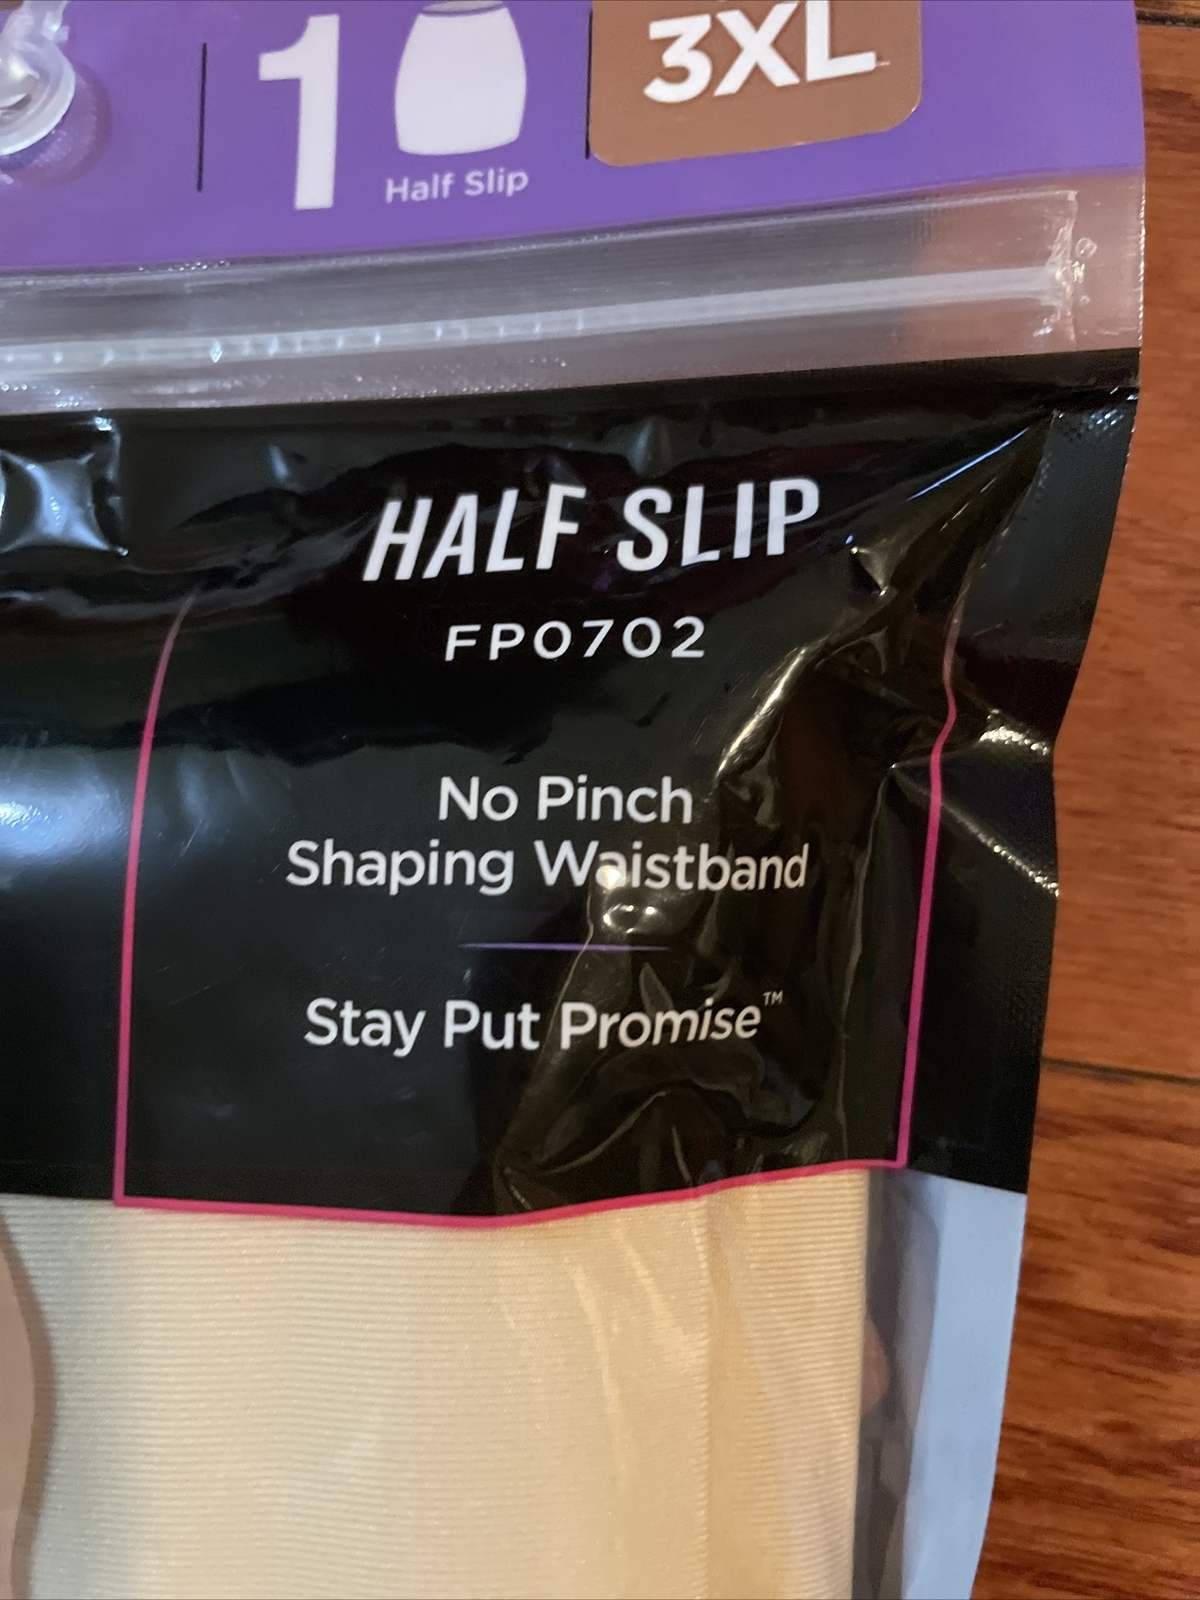 1
3XL
Half Slip
HALF SLIP
FP0702
No Pinch
Shaping Waistband
Stay Put Promise™